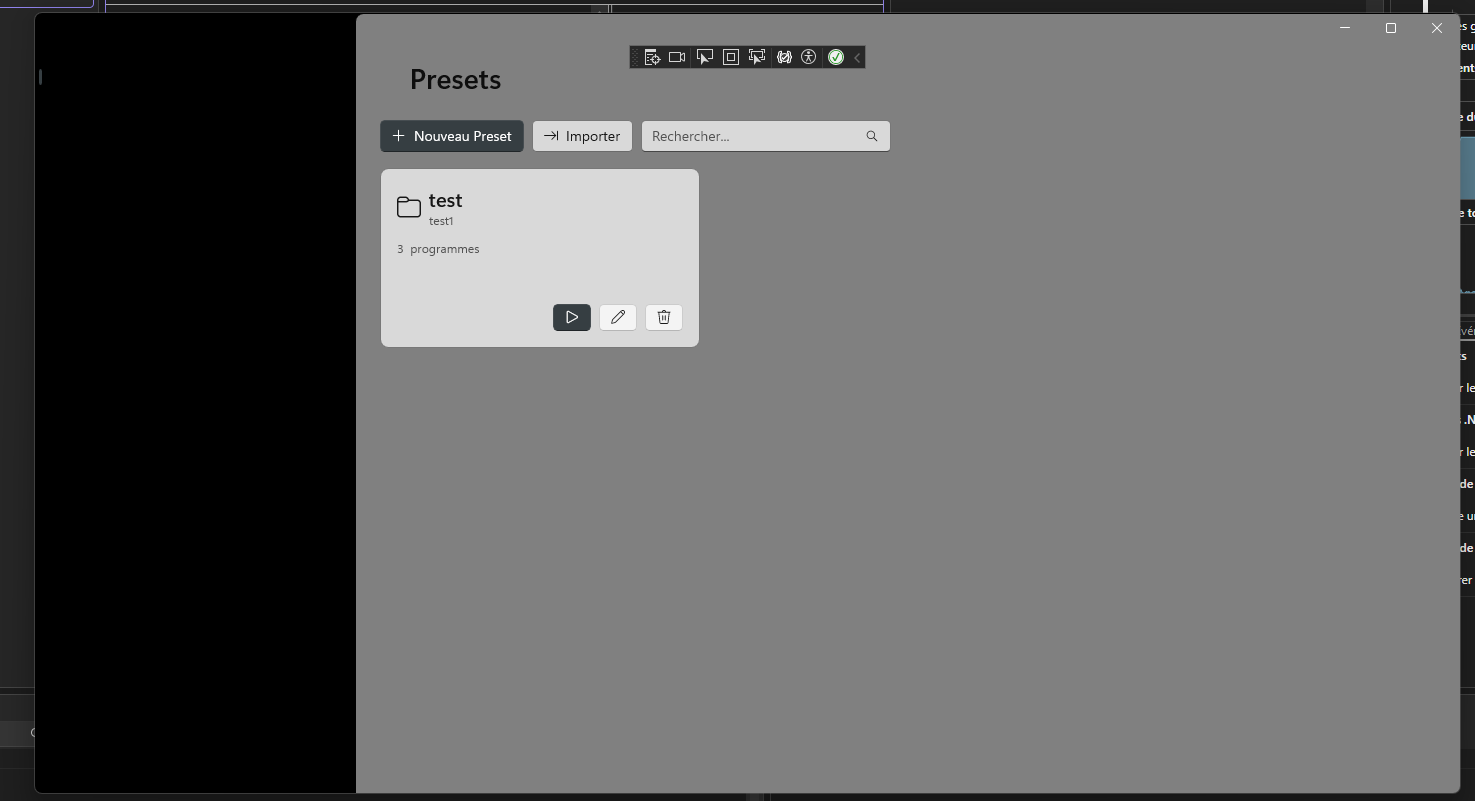 Presets
Nouveau Preset
Importer
Rechercher...
test
test1
3 programmes